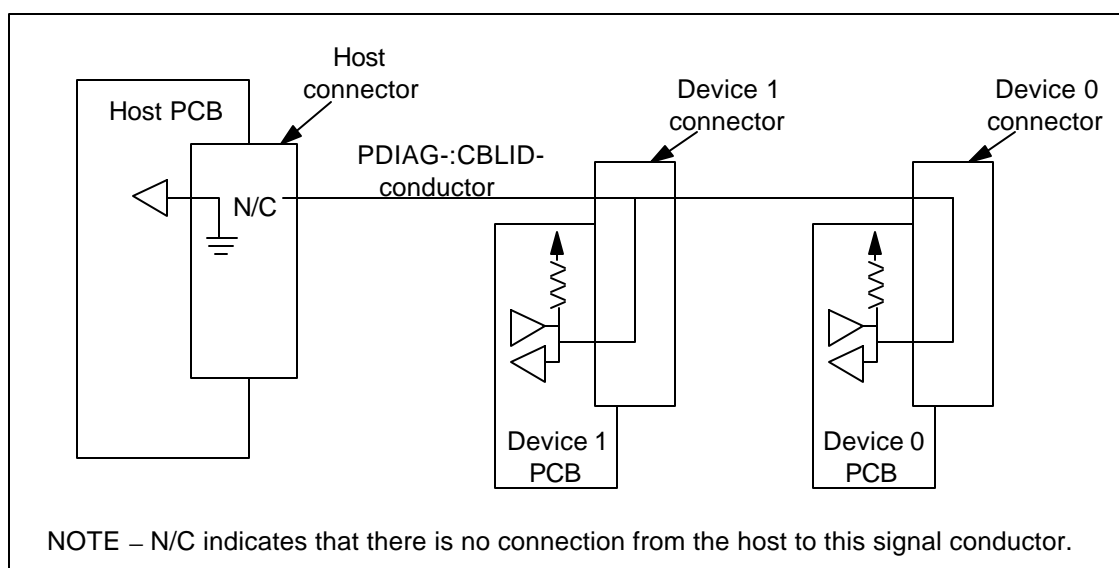 Host
connector
Host PCB
Device 1
connector
Device 0
connector
PDIAG-:CBLID-
conductor
N/C
Device 1
PCB
Device 0
PCB
NOTE – N/C indicates that there is no connection from the host to this signal conductor.